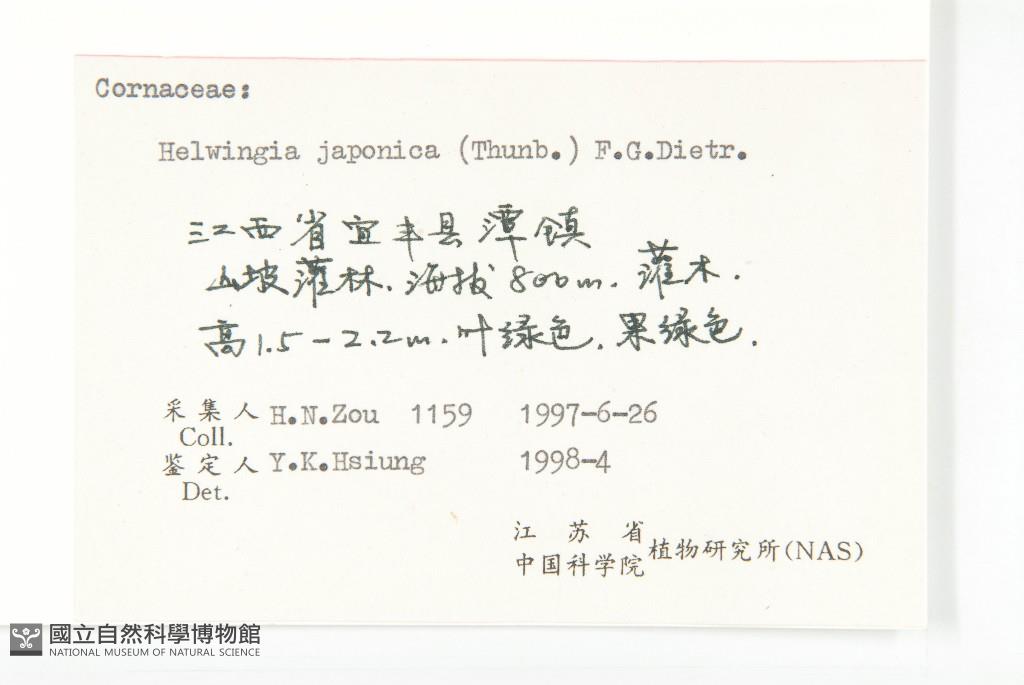 Cornaceae:
Helwingia japonica (Thunb.) F.G.Dietr.
江西省宜丰县潭镇
山坡灌林.海拔800m.灌木.
高1.5-2.2m.叶绿色.果绿色.
采集人 H.N.Zou 1159 1997-6-26
Coll.
鉴定人 Y.K.Hsiung 1998-4
Det.
江苏省
中国科学院 植物研究所(NAS)
國立自然科學博物館
NATIONAL MUSEUM OF NATURAL SCIENCE